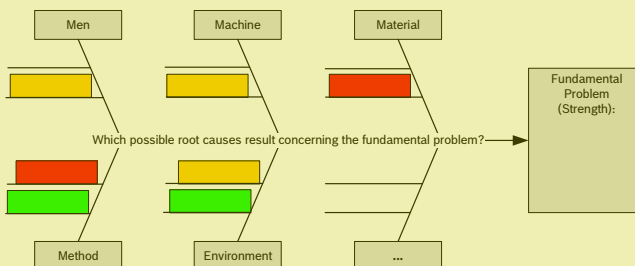 Men
Machine
Material
Fundamental
Problem
(Strength):
Which possible root causes result concerning the fundamental problem?
Method
Environment
...